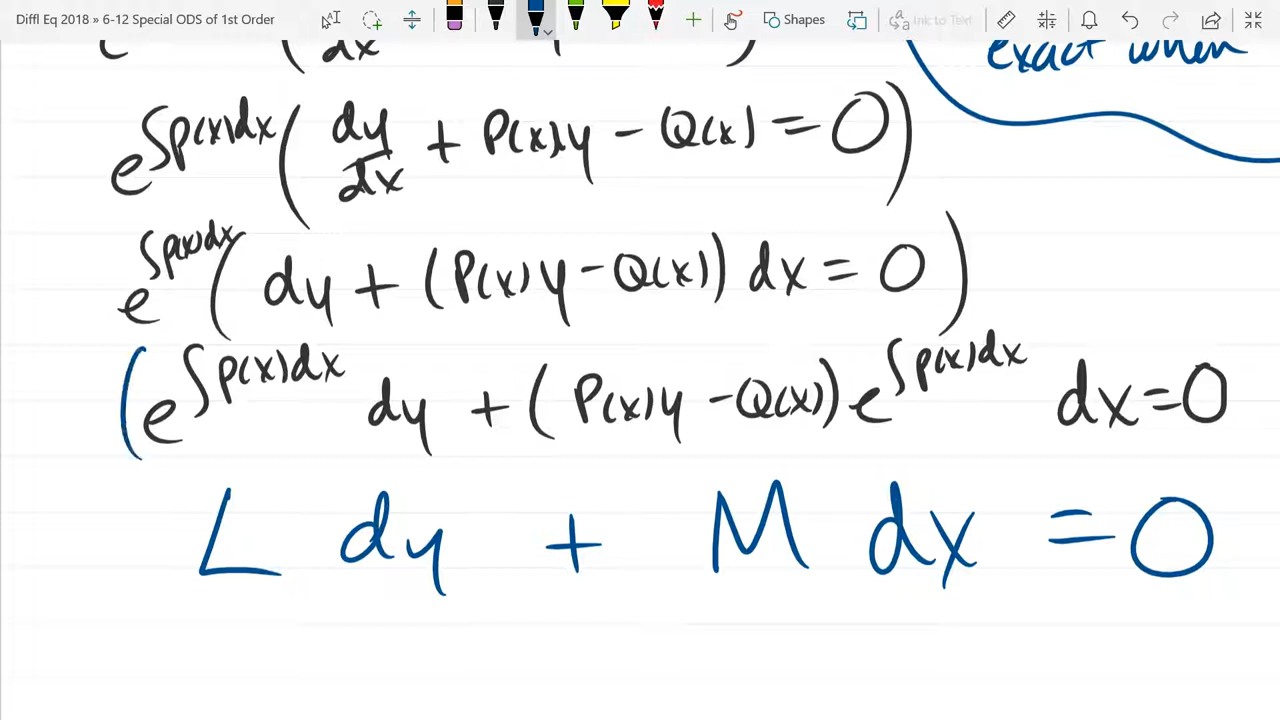 Diffl Eq 2018 » 6-12 Special ODS of 1st Order
Shapes
Ink to Text
dx
exact when
e^∫p(x)dx ( dy/dx + P(x)y - Q(x) = 0 )
e^∫p(x)dx ( dy + (P(x)y - Q(x)) dx = 0 )
( e^∫p(x)dx dy + ( P(x)y - Q(x)) e^∫p(x)dx dx = 0
L dy + M dx = 0